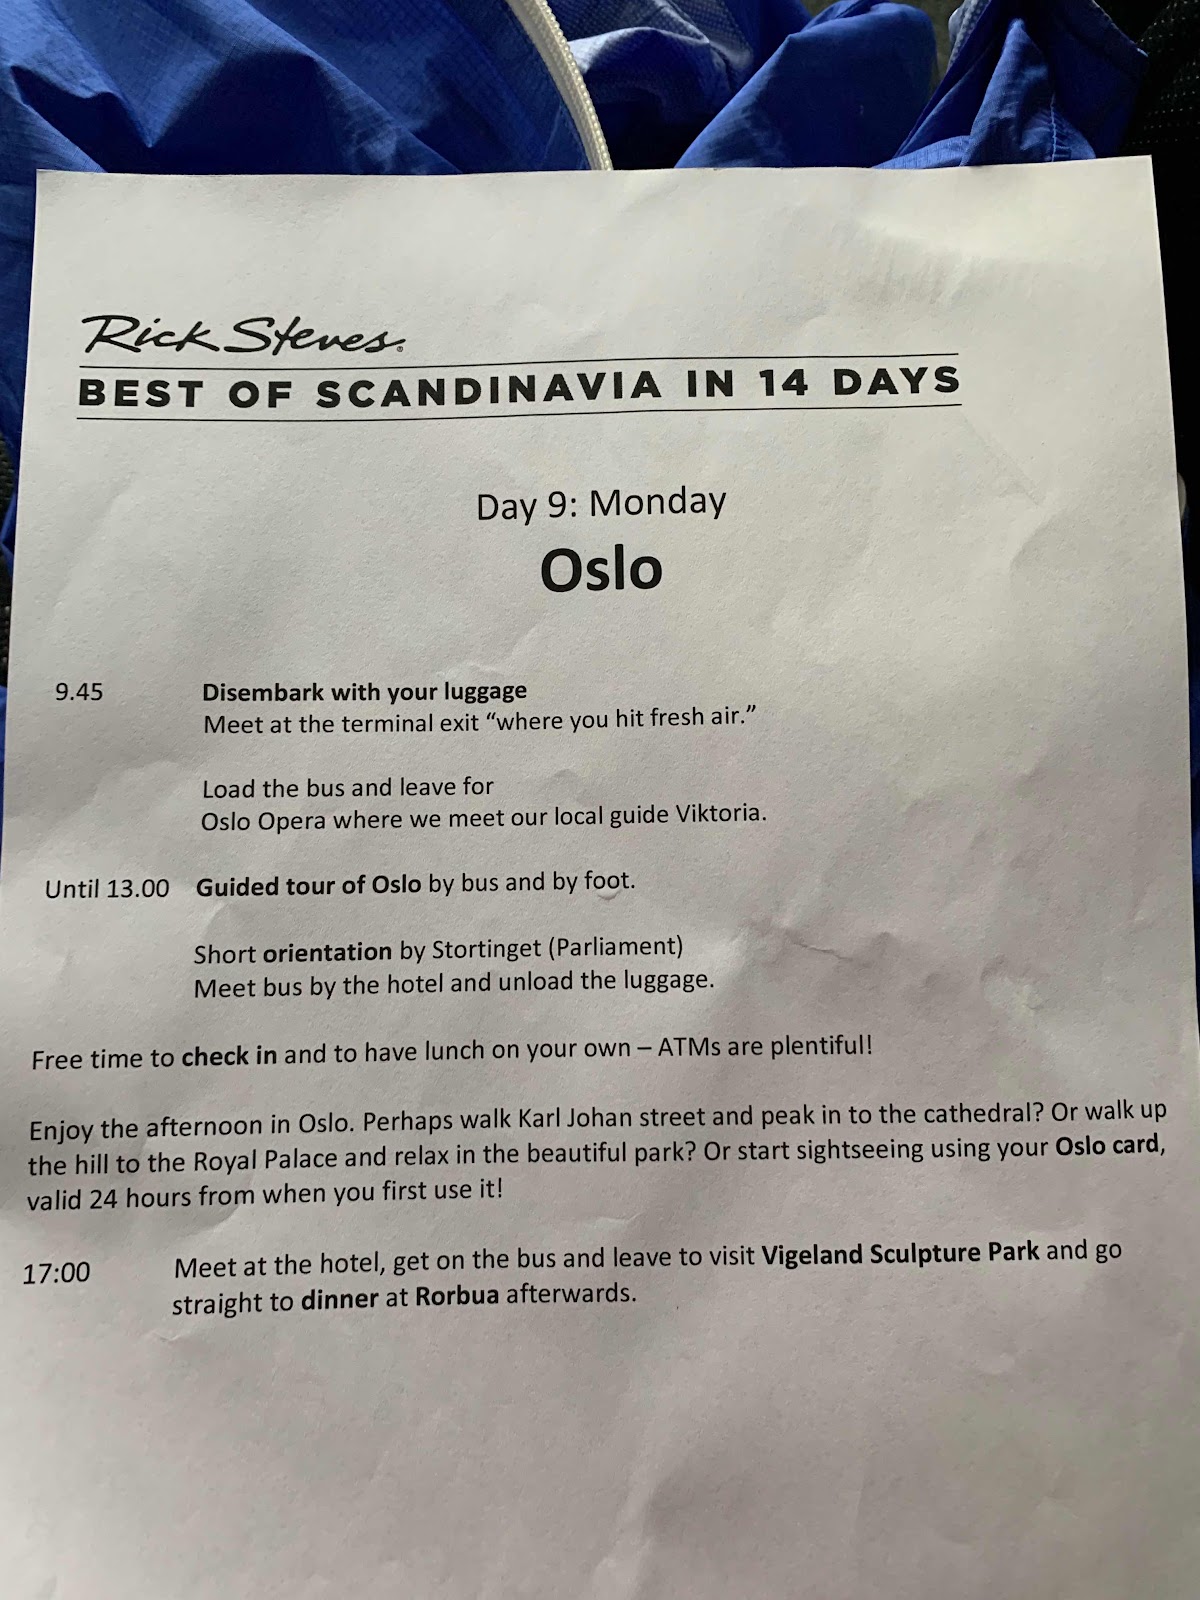 Rick Steves®
BEST OF SCANDINAVIA IN 14 DAYS
Day 9: Monday
Oslo
9.45 Disembark with your luggage
Meet at the terminal exit “where you hit fresh air.”
Load the bus and leave for
Oslo Opera where we meet our local guide Viktoria.
Until 13.00 Guided tour of Oslo by bus and by foot.
Short orientation by Stortinget (Parliament)
Meet bus by the hotel and unload the luggage.
Free time to check in and to have lunch on your own – ATMs are plentiful!
Enjoy the afternoon in Oslo. Perhaps walk Karl Johan street and peak in to the cathedral? Or walk up
the hill to the Royal Palace and relax in the beautiful park? Or start sightseeing using your Oslo card,
valid 24 hours from when you first use it!
17:00 Meet at the hotel, get on the bus and leave to visit Vigeland Sculpture Park and go
straight to dinner at Rorbua afterwards.